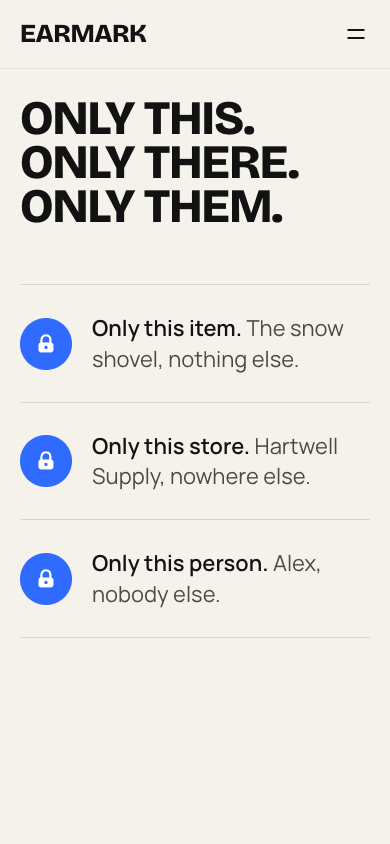 EARMARK
ONLY THIS.
ONLY THERE.
ONLY THEM.
Only this item. The snow
shovel, nothing else.
Only this store. Hartwell
Supply, nowhere else.
Only this person. Alex,
nobody else.